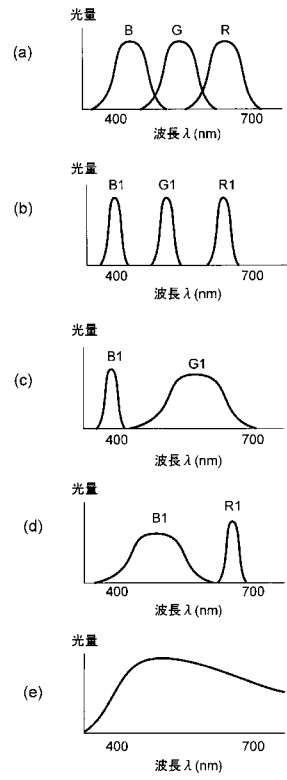 (a)
光量
B G R
400 700
波長λ(nm)
(b)
光量
B1 G1 R1
400 700
波長λ(nm)
(c)
光量
B1 G1
400 700
波長λ(nm)
(d)
光量
B1 R1
400 700
波長λ(nm)
(e)
光量
400 700
波長λ(nm)